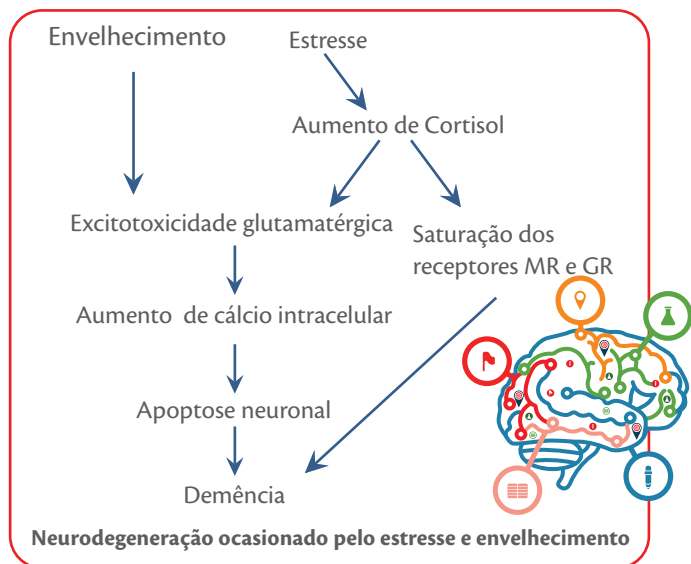 Envelhecimento
Estresse
Aumento de Cortisol
Excitotoxicidade glutamatérgica
Saturação dos
receptores MR e GR
Aumento de cálcio intracelular
Apoptose neuronal
Demência
Neurodegeneração ocasionado pelo estresse e envelhecimento